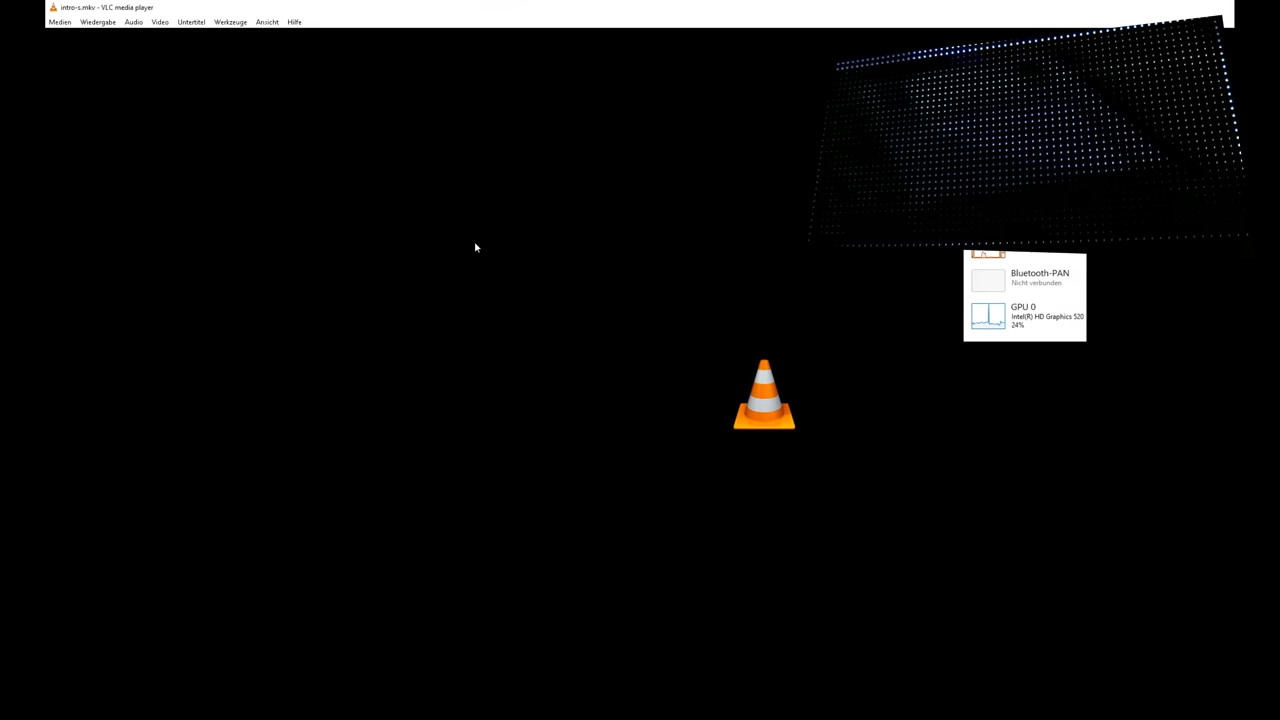 intro-s.mkv - VLC media player
Medien Wiedergabe Audio Video Untertitel Werkzeuge Ansicht Hilfe
Bluetooth-PAN
Nicht verbunden
GPU 0
Intel(R) HD Graphics 520
24%